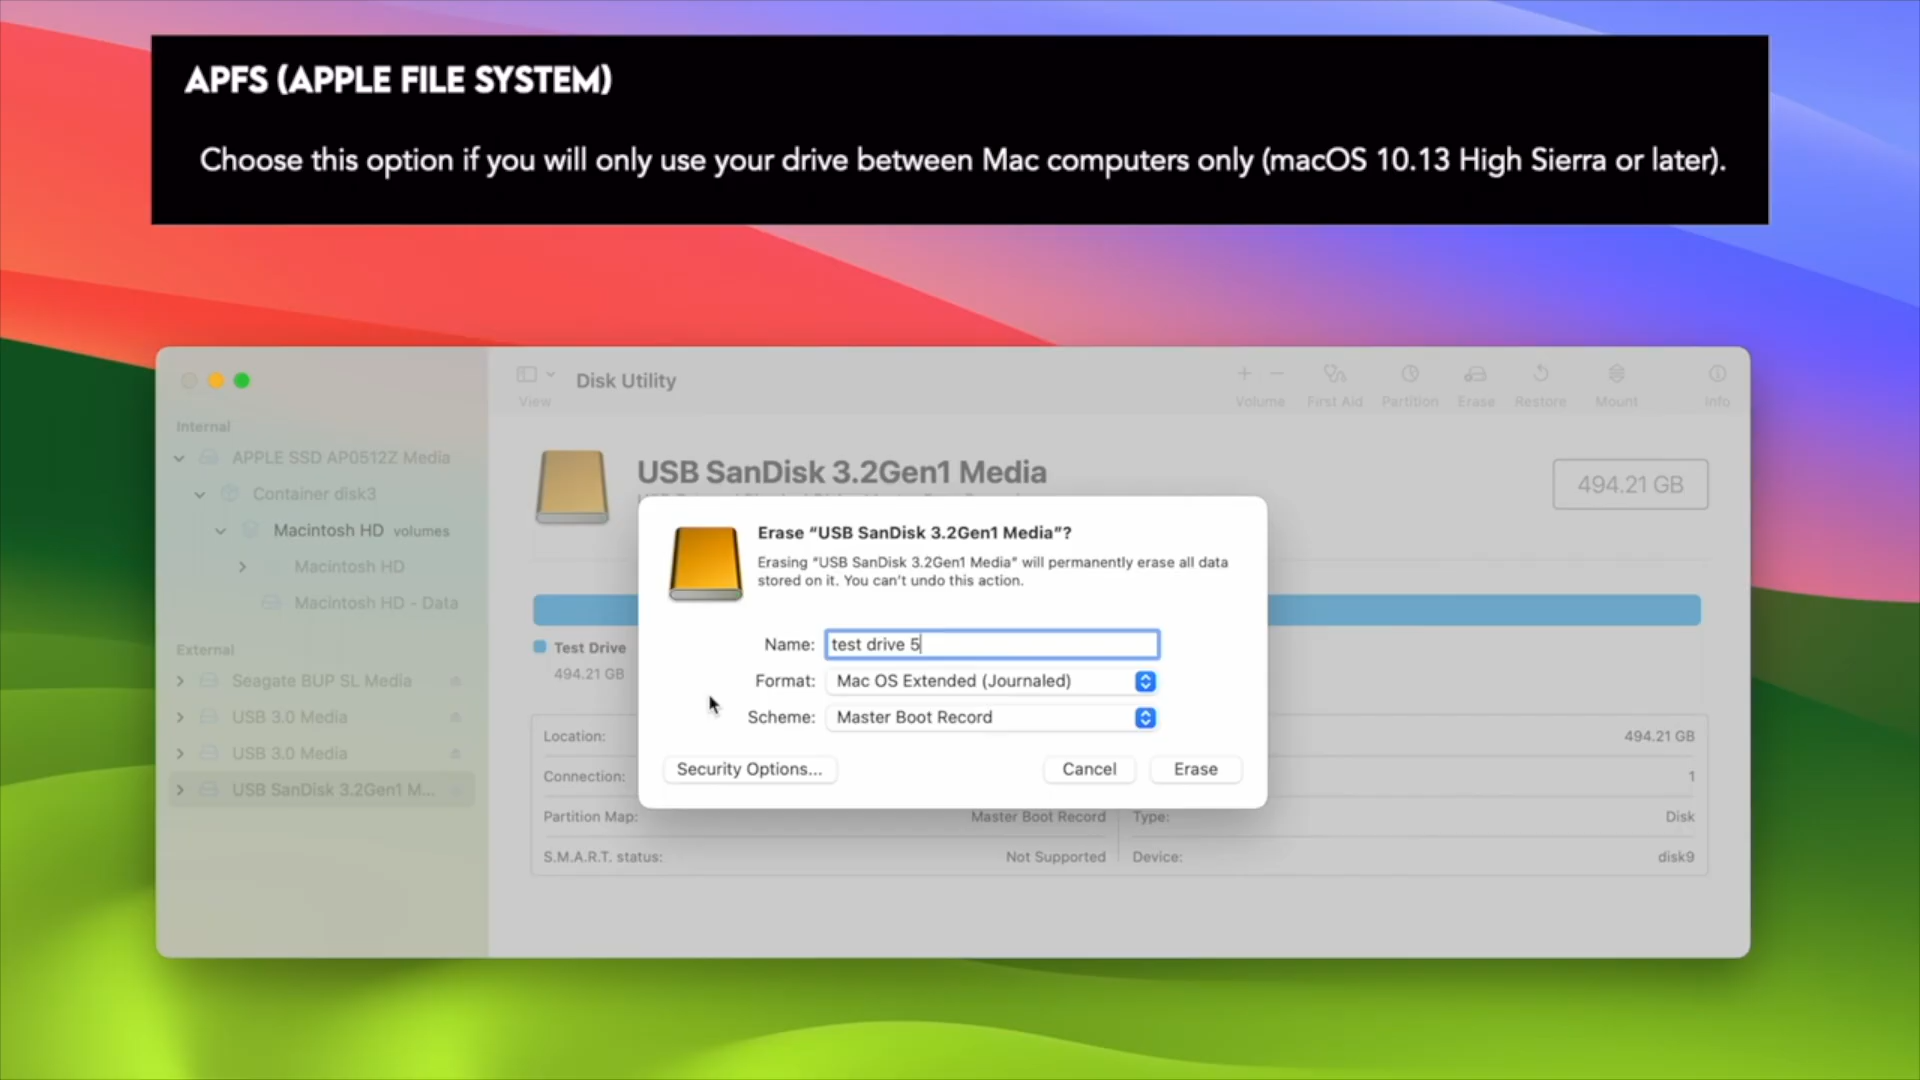 APFS (APPLE FILE SYSTEM)
Choose this option if you will only use your drive between Mac computers only (macOS 10.13 High Sierra or later).
Disk Utility
View
Volume
First Aid
Partition
Erase
Restore
Mount
Info
Internal
APPLE SSD AP0512Z Media
Container disk3
Macintosh HD volumes
Macintosh HD
Macintosh HD - Data
External
Seagate BUP SL Media
USB 3.0 Media
USB 3.0 Media
USB SanDisk 3.2Gen1 M...
USB SanDisk 3.2Gen1 Media
494.21 GB
Test Drive
494.21 GB
Erase “USB SanDisk 3.2Gen1 Media”?
Erasing “USB SanDisk 3.2Gen1 Media” will permanently erase all data
stored on it. You can't undo this action.
Name: test drive 5
Format: Mac OS Extended (Journaled)
Scheme: Master Boot Record
Security Options...
Cancel
Erase
Location:
494.21 GB
Connection:
1
Partition Map: Master Boot Record
Type: Disk
S.M.A.R.T. status: Not Supported
Device: disk9